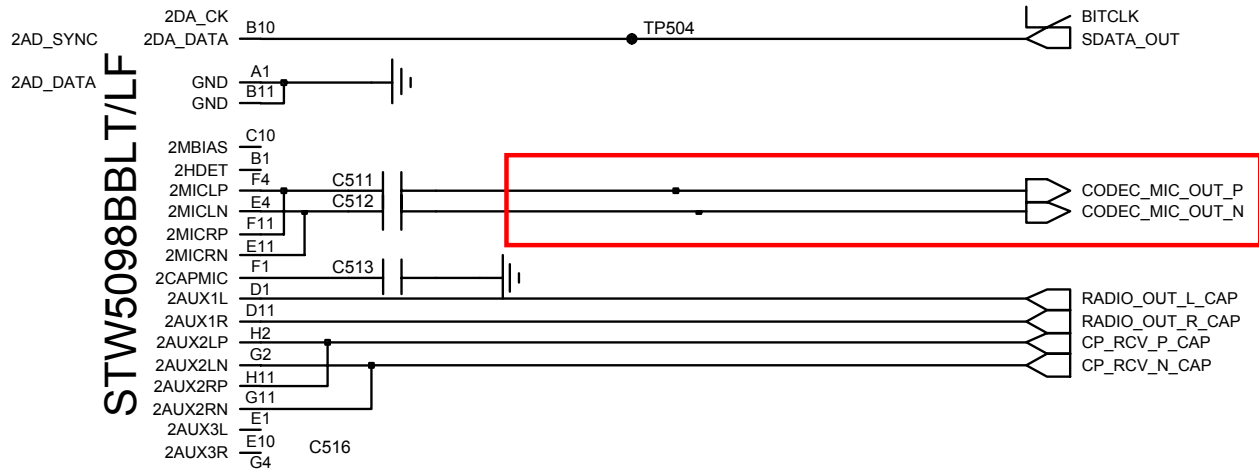 2DA_CK
BITCLK
2AD_SYNC
2DA_DATA
B10
TP504
SDATA_OUT
2AD_DATA
GND
A1
GND
B11
STW5098BBLT/LF
2MBIAS
C10
2HDET
B1
2MICLP
F4
C511
CODEC_MIC_OUT_P
2MICLN
E4
C512
CODEC_MIC_OUT_N
2MICRP
F11
2MICRN
E11
2CAPMIC
F1
C513
2AUX1L
D1
RADIO_OUT_L_CAP
2AUX1R
D11
RADIO_OUT_R_CAP
2AUX2LP
H2
CP_RCV_P_CAP
2AUX2LN
G2
CP_RCV_N_CAP
2AUX2RP
H11
2AUX2RN
G11
2AUX3L
E1
2AUX3R
E10
C516
G4